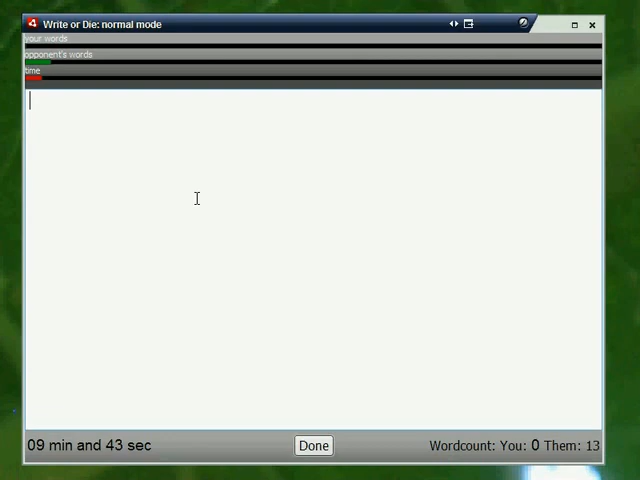 Write or Die: normal mode
your words
opponent's words
time
09 min and 43 sec
Done
Wordcount: You: 0 Them: 13